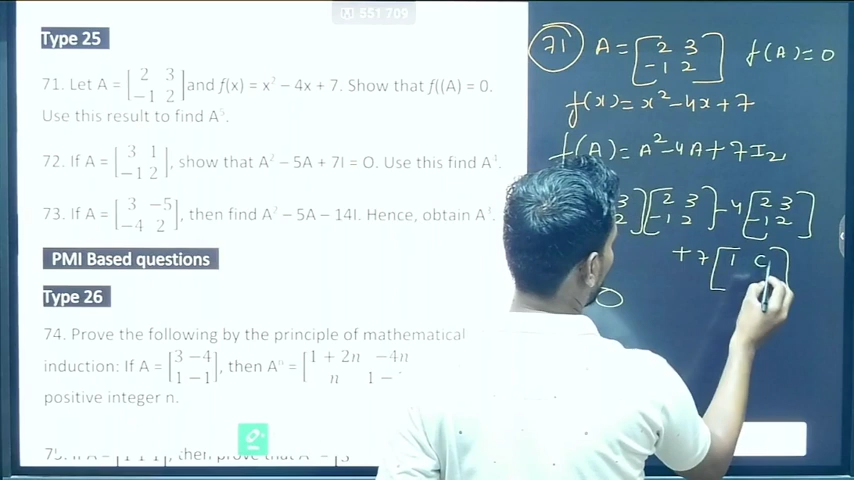 551 709
Type 25
71. Let A = [2 3 −1 2] and f(x) = x² − 4x + 7. Show that f((A) = 0.
Use this result to find A⁵.
72. If A = [3 1 −1 2], show that A² − 5A + 7I = O. Use this find A
73. If A = [3 −5 −4 2], then find A² − 5A − 14I. Hence, obtain A
PMI Based questions
Type 26
74. Prove the following by the principle of mathematical
induction: If A = [3 −4 1 −1], then Aⁿ = [1 + 2n −4n n 1 −
positive integer n.
then prove that
71 A = [2 3 −1 2] f(A) = 0
f(x) = x² − 4x + 7
f(A) = A² − 4A + 7I₂
3 2] [2 3 −1 2] − 4 [2 3 −1 2]
+ 7 [1
0